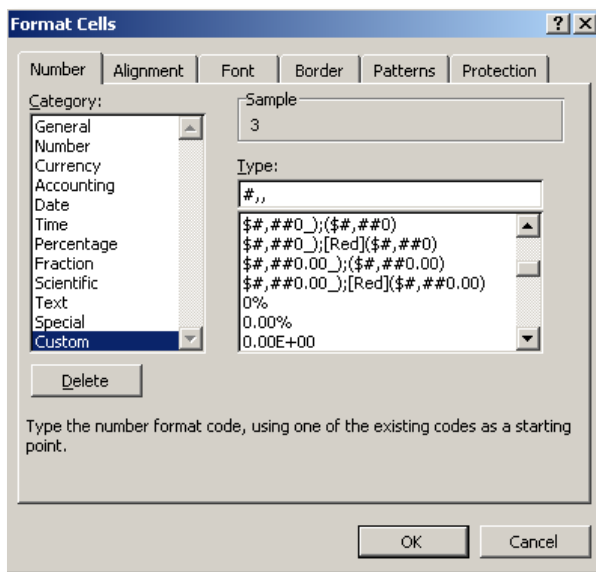 Format Cells
Number Alignment Font Border Patterns Protection
Category:
General
Number
Currency
Accounting
Date
Time
Percentage
Fraction
Scientific
Text
Special
Custom
Sample
3
Type:
#,,
$#,##0_);($#,##0)
$#,##0_);[Red]($#,##0)
$#,##0.00_);($#,##0.00)
$#,##0.00_);[Red]($#,##0.00)
0%
0.00%
0.00E+00
Delete
Type the number format code, using one of the existing codes as a starting
point.
OK Cancel